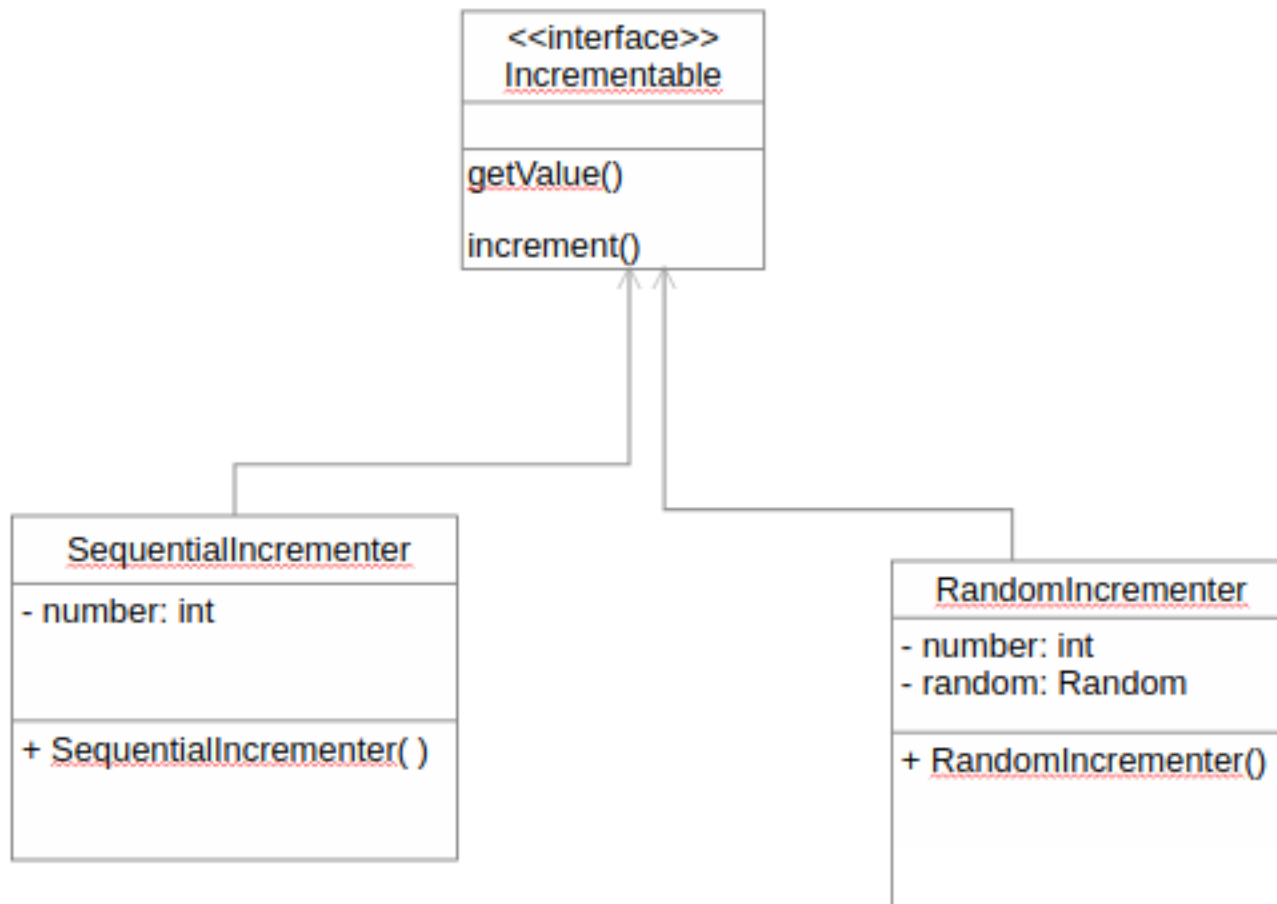 <<interface>>
Incrementable
getValue()
increment()
SequentialIncrementer
- number: int
+ SequentialIncrementer( )
RandomIncrementer
- number: int
- random: Random
+ RandomIncrementer()